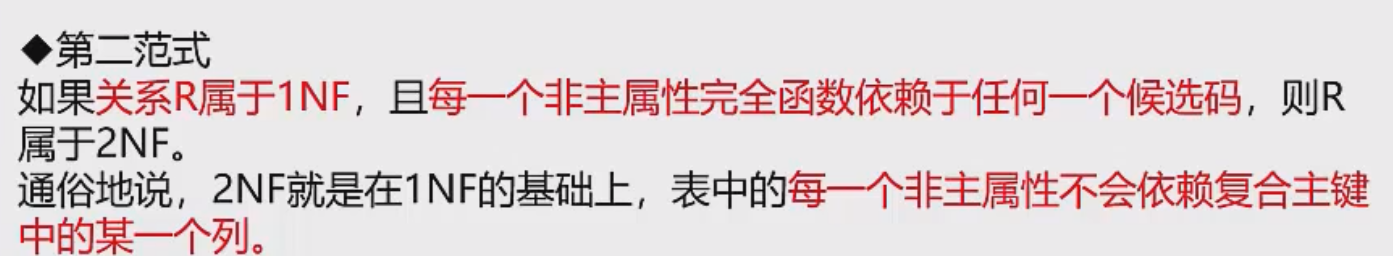 ◆第二范式
如果关系R属于1NF，且每一个非主属性完全函数依赖于任何一个候选码，则R
属于2NF。
通俗地说，2NF就是在1NF的基础上，表中的每一个非主属性不会依赖复合主键
中的某一个列。